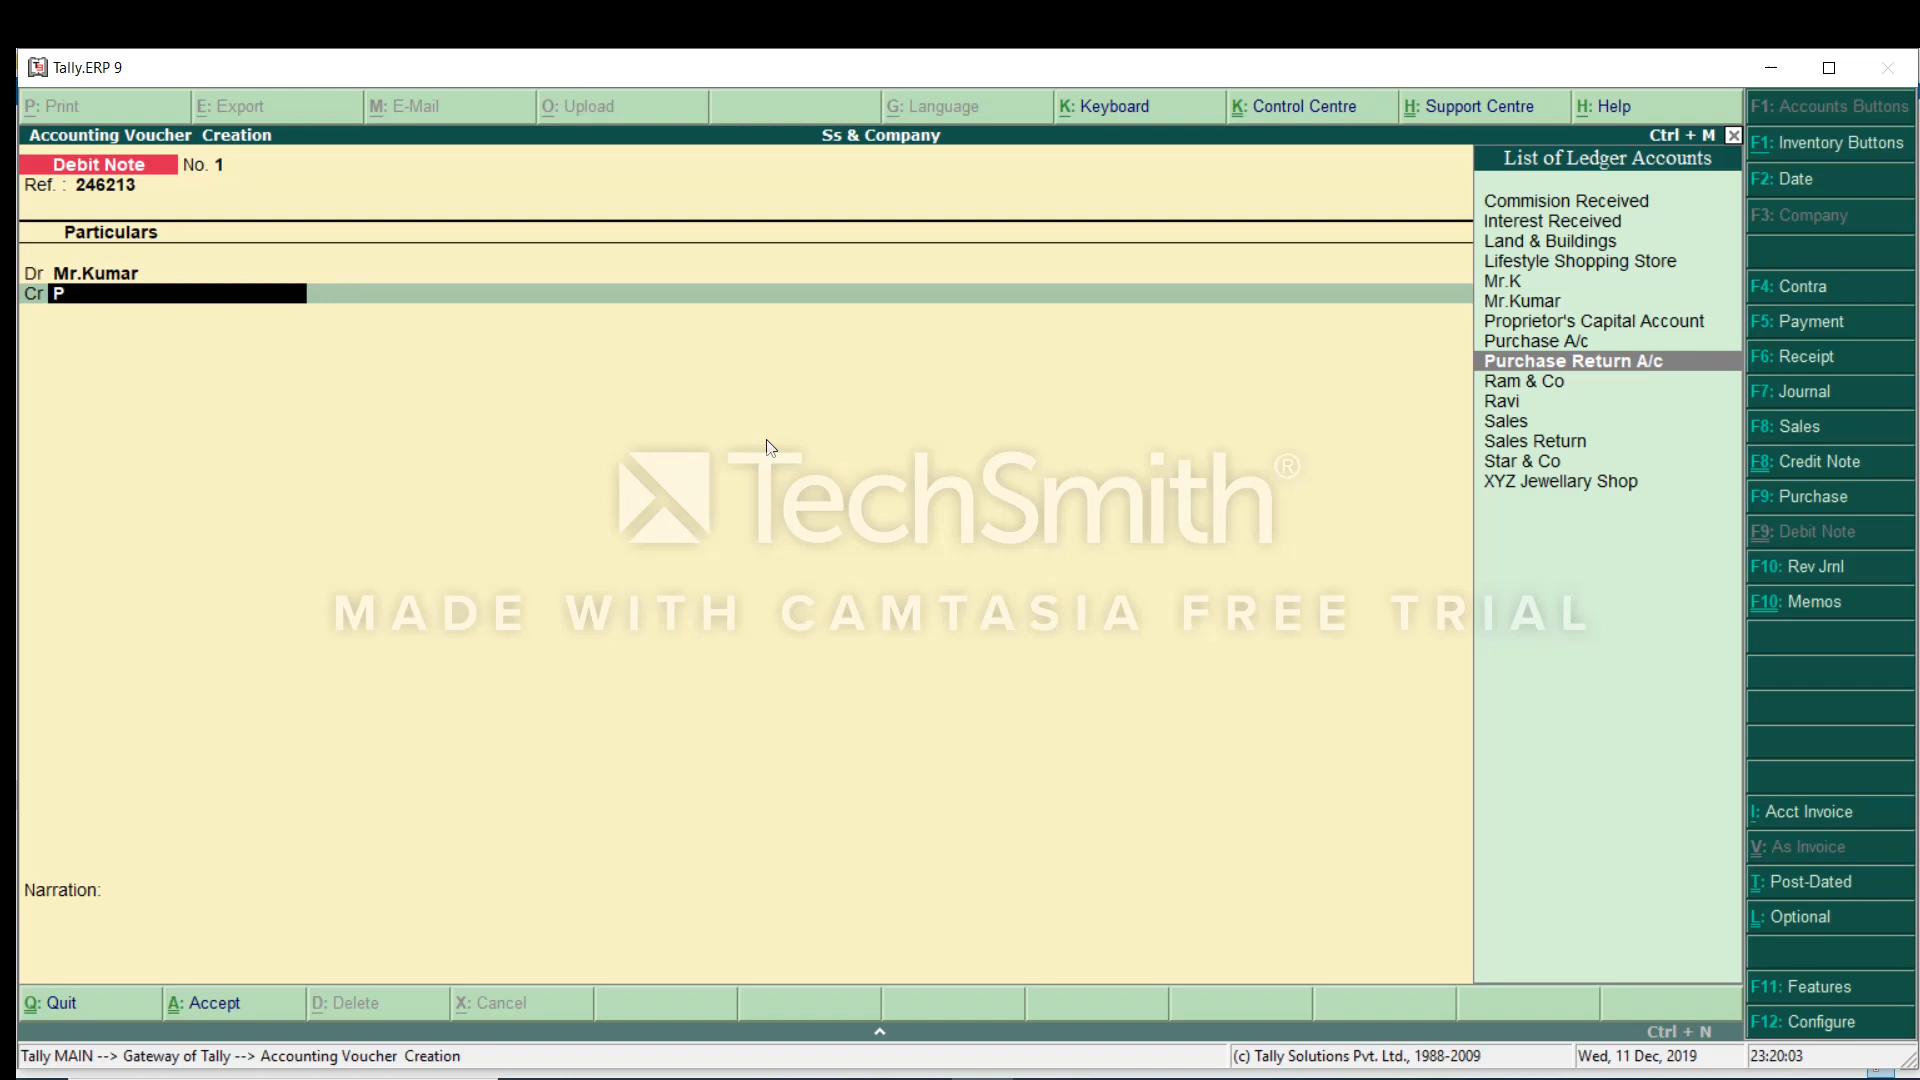 Tally.ERP 9
P: Print E: Export M: E-Mail O: Upload G: Language K: Keyboard K: Control Centre H: Support Centre H: Help
Accounting Voucher Creation Ss & Company Ctrl + M
Debit Note No. 1
Ref. : 246213
Particulars
Dr Mr.Kumar
Cr P
Narration:
List of Ledger Accounts
Commision Received
Interest Received
Land & Buildings
Lifestyle Shopping Store
Mr.K
Mr.Kumar
Proprietor's Capital Account
Purchase A/c
Purchase Return A/c
Ram & Co
Ravi
Sales
Sales Return
Star & Co
XYZ Jewellary Shop
F1: Accounts Buttons
F1: Inventory Buttons
F2: Date
F3: Company
F4: Contra
F5: Payment
F6: Receipt
F7: Journal
F8: Sales
F8: Credit Note
F9: Purchase
F9: Debit Note
F10: Rev Jrnl
F10: Memos
I: Acct Invoice
V: As Invoice
T: Post-Dated
L: Optional
F11: Features
F12: Configure
TechSmith®
MADE WITH CAMTASIA FREE TRIAL
Q: Quit A: Accept D: Delete X: Cancel
Ctrl + N
Tally MAIN --> Gateway of Tally --> Accounting Voucher Creation (c) Tally Solutions Pvt. Ltd., 1988-2009 Wed, 11 Dec, 2019 23:20:03